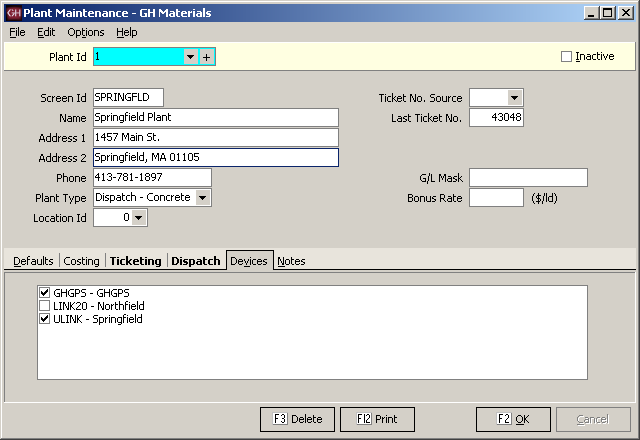 GH Plant Maintenance - GH Materials
File Edit Options Help
Plant Id 1 + Inactive
Screen Id SPRINGFLD Ticket No. Source
Name Springfield Plant Last Ticket No. 43048
Address 1 1457 Main St.
Address 2 Springfield, MA 01105
Phone 413-781-1897 G/L Mask
Plant Type Dispatch - Concrete Bonus Rate ($/ld)
Location Id 0
Defaults Costing Ticketing Dispatch Devices Notes
GHGPS - GHGPS
LINK20 - Northfield
ULINK - Springfield
F3 Delete F12 Print F2 OK Cancel